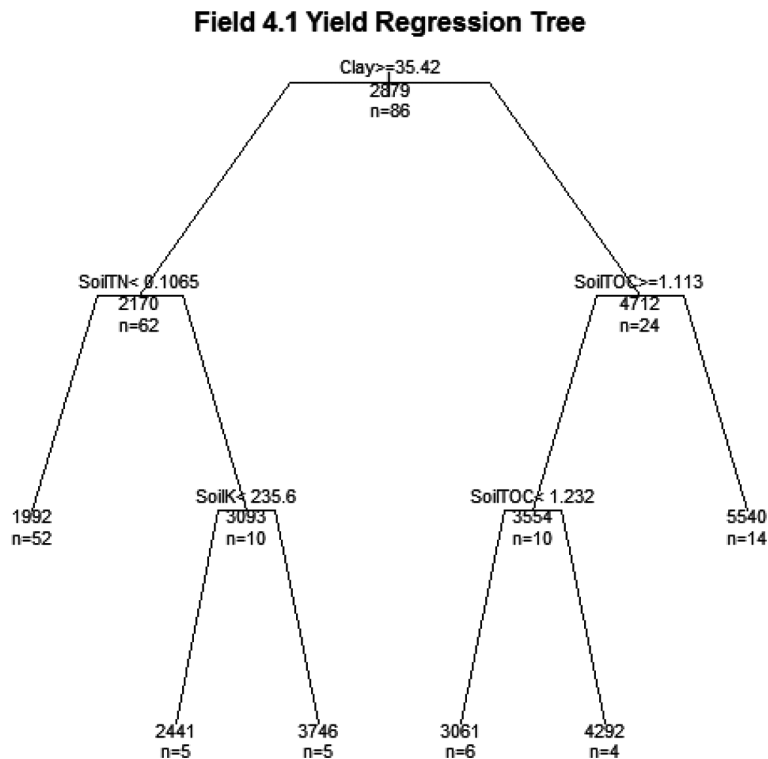 Field 4.1 Yield Regression Tree
Clay>=35.42
2879
n=86
SoilTN< 0.1065
2170
n=62
SoilTOC>=1.113
4712
n=24
1992
n=52
SoilK< 235.6
3093
n=10
SoilTOC< 1.232
3554
n=10
5540
n=14
2441
n=5
3746
n=5
3061
n=6
4292
n=4